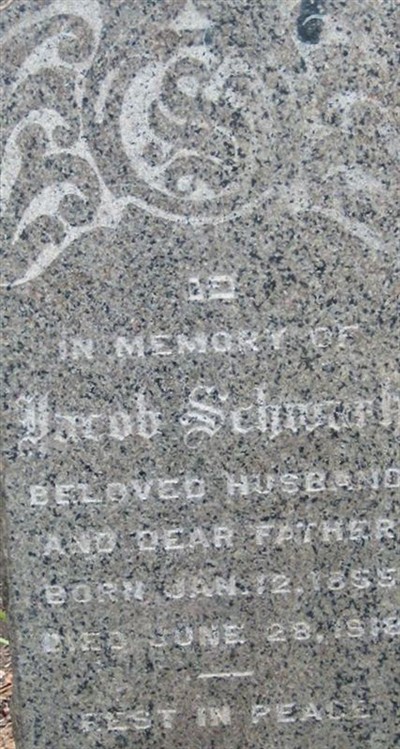 IN MEMORY OF
Jacob
BELOVED HUSBAND
AND DEAR FATHER
BORN JAN. 12, 1855
DIED JUNE 28, 1918
REST IN PEACE